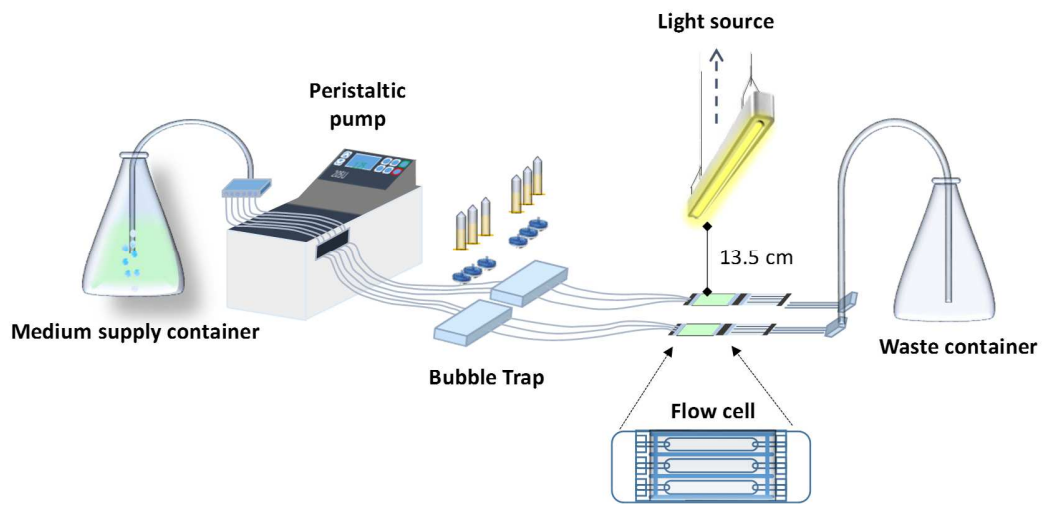 Light source
Peristaltic
pump
13.5 cm
Medium supply container
Bubble Trap
Waste container
Flow cell